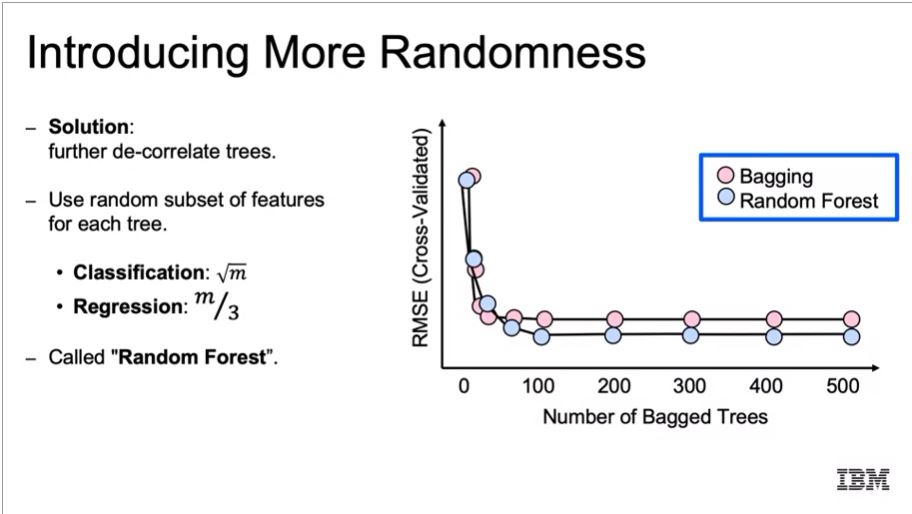 Introducing More Randomness
– Solution:
further de-correlate trees.
– Use random subset of features
for each tree.
• Classification: √m
• Regression: m/3
– Called "Random Forest”.
RMSE (Cross-Validated)
Bagging
Random Forest
0 100 200 300 400 500
Number of Bagged Trees
IBM